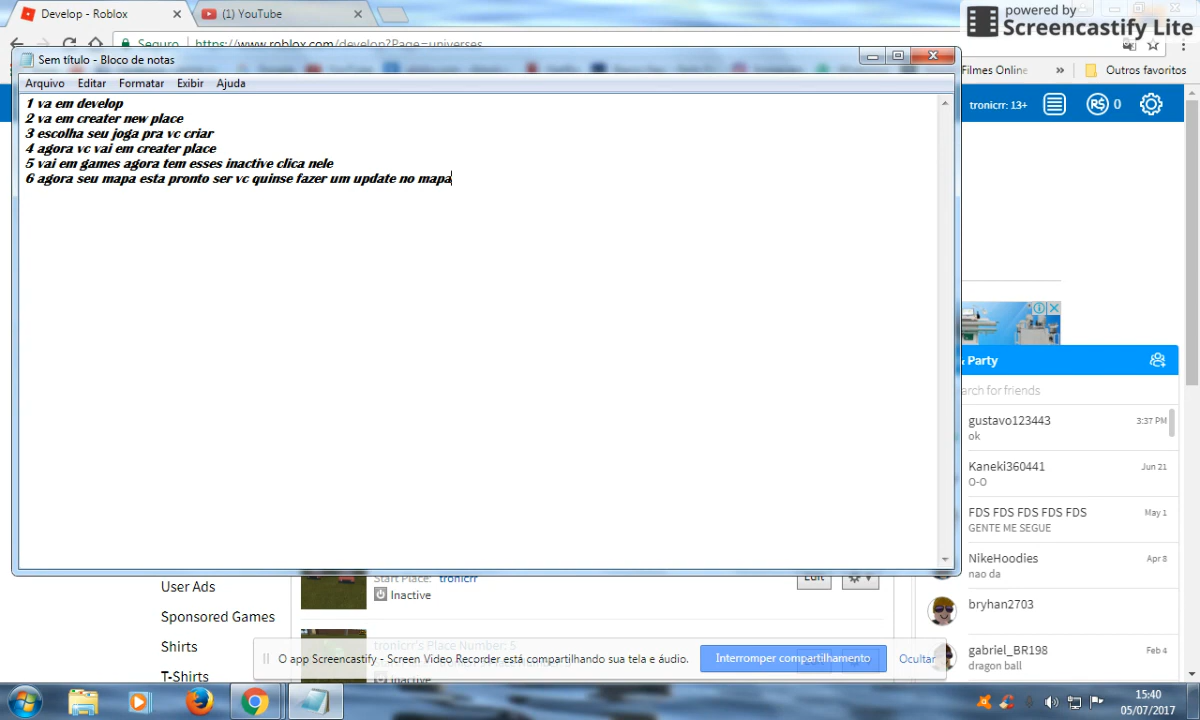 Develop - Roblox
(1) YouTube
powered by
Screencastify Lite
Seguro
https://www.roblox.com/develop?Page=universes
Sem título - Bloco de notas
Filmes Online
»
Outros favoritos
Arquivo Editar Formatar Exibir Ajuda
tronicrr: 13+
R$ 0
1 va em develop
2 va em creater new place
3 escolha seu joga pra vc criar
4 agora vc vai em creater place
5 vai em games agora tem esses inactive clica nele
6 agora seu mapa esta pronto ser vc quinse fazer um update no mapa
Party
arch for friends
gustavo123443 3:37 PM
ok
Kaneki360441 Jun 21
O-O
FDS FDS FDS FDS FDS May 1
GENTE ME SEGUE
NikeHoodies Apr 8
nao da
bryhan2703
gabriel_BR198 Feb 4
dragon ball
User Ads
Sponsored Games
Shirts
T-Shirts
Start Place: tronicrr
Edit
Inactive
tronicrr's Place Number: 5
O app Screencastify - Screen Video Recorder está compartilhando sua tela e áudio.
Interromper compartilhamento
Ocultar
Inactive
15:40
05/07/2017